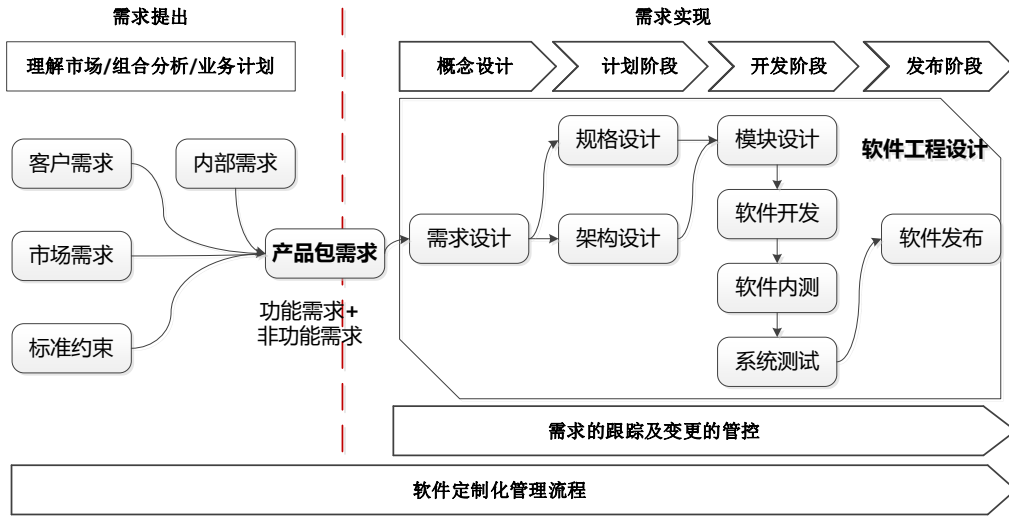 需求提出
需求实现
理解市场/组合分析/业务计划
概念设计
计划阶段
开发阶段
发布阶段
客户需求
内部需求
市场需求
标准约束
产品包需求
功能需求+
非功能需求
需求设计
规格设计
架构设计
模块设计
软件开发
软件内测
系统测试
软件工程设计
软件发布
需求的跟踪及变更的管控
软件定制化管理流程